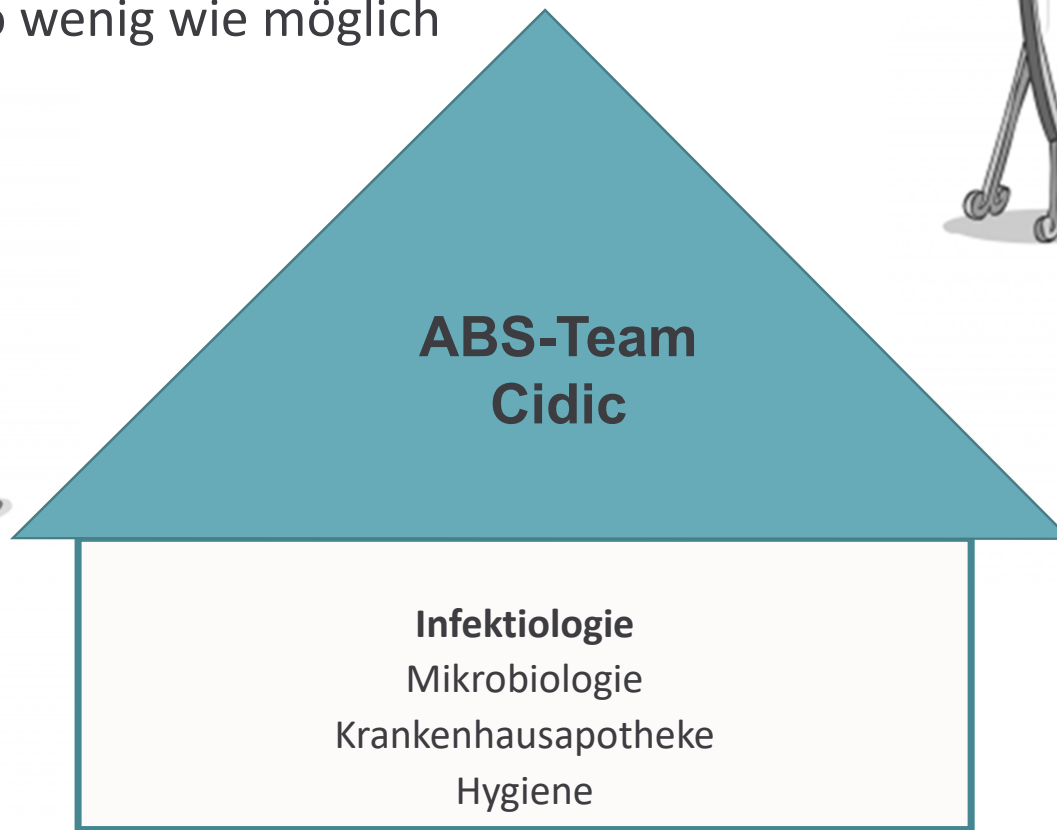 wenig wie möglich
ABS-Team
Cidic
Infektiologie
Mikrobiologie
Krankenhausapotheke
Hygiene